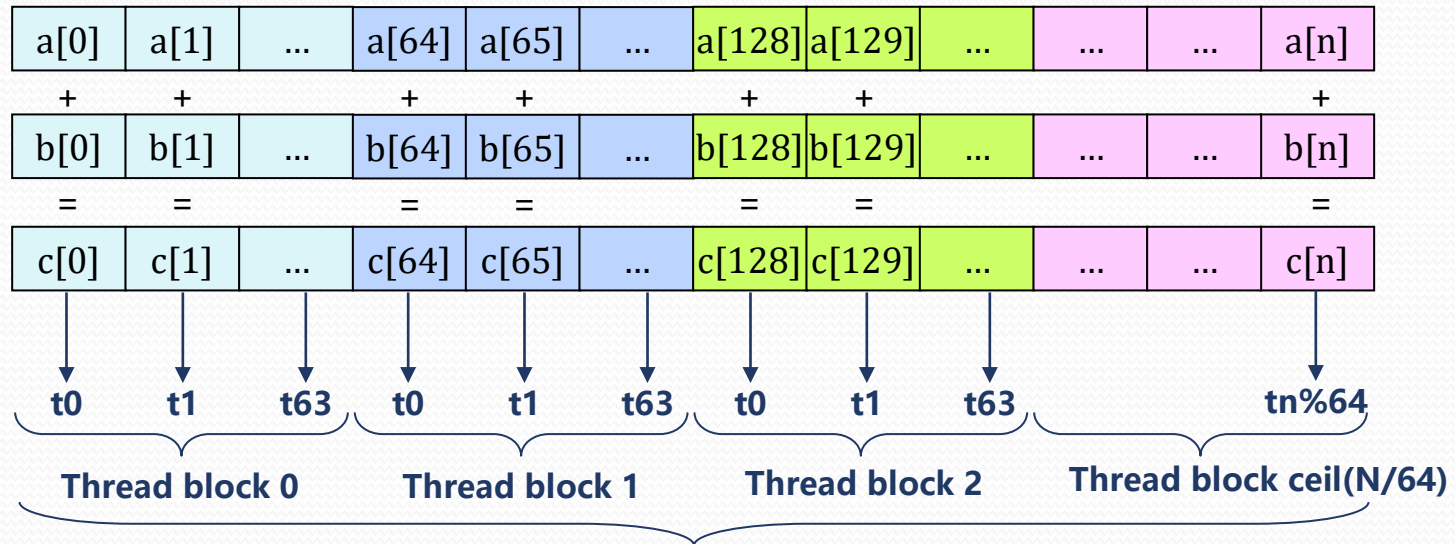 a[0] a[1] ... a[64] a[65] ... a[128] a[129] ... ... ... a[n]
+ + + + + + +
b[0] b[1] ... b[64] b[65] ... b[128] b[129] ... ... ... b[n]
= = = = = = =
c[0] c[1] ... c[64] c[65] ... c[128] c[129] ... ... ... c[n]
t0 t1 t63 t0 t1 t63 t0 t1 t63 tn%64
Thread block 0 Thread block 1 Thread block 2 Thread block ceil(N/64)